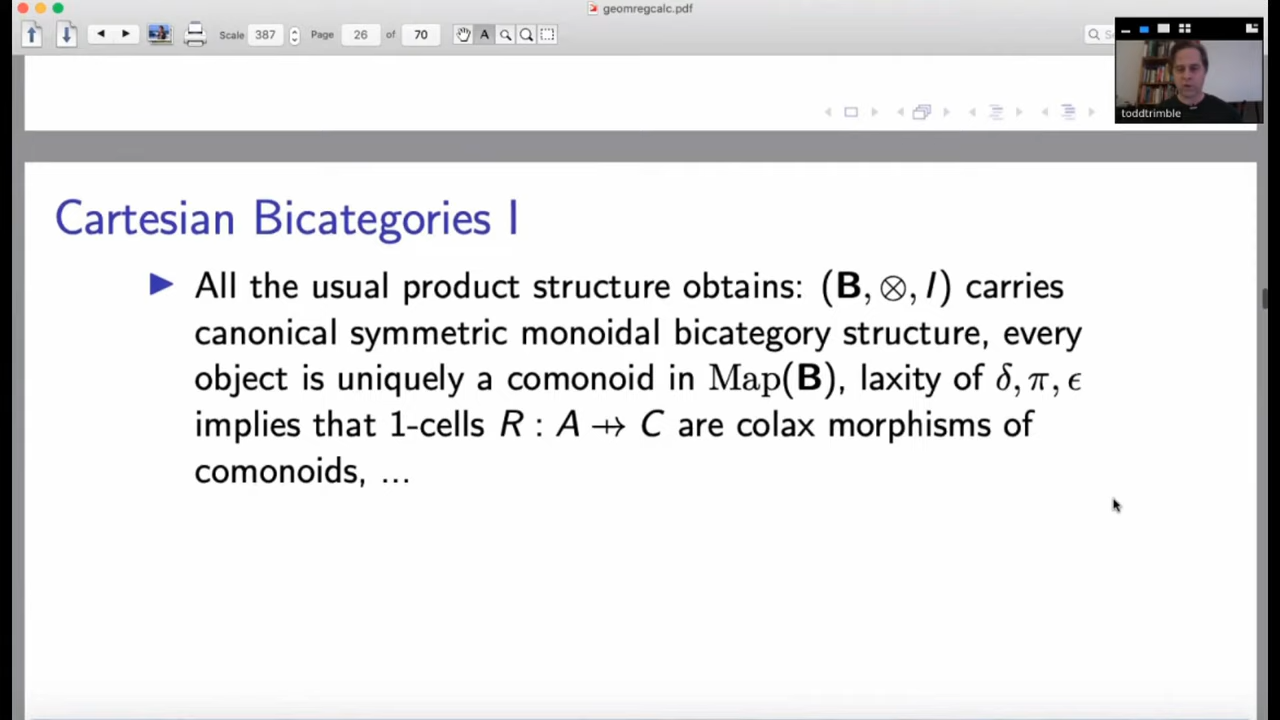 geomregcalc.pdf
Scale 387 Page 26 of 70
toddtrimble
Cartesian Bicategories I
All the usual product structure obtains: (B, ⊗, I) carries
canonical symmetric monoidal bicategory structure, every
object is uniquely a comonoid in Map(B), laxity of δ, π, ϵ
implies that 1-cells R : A ⇸ C are colax morphisms of
comonoids, ...